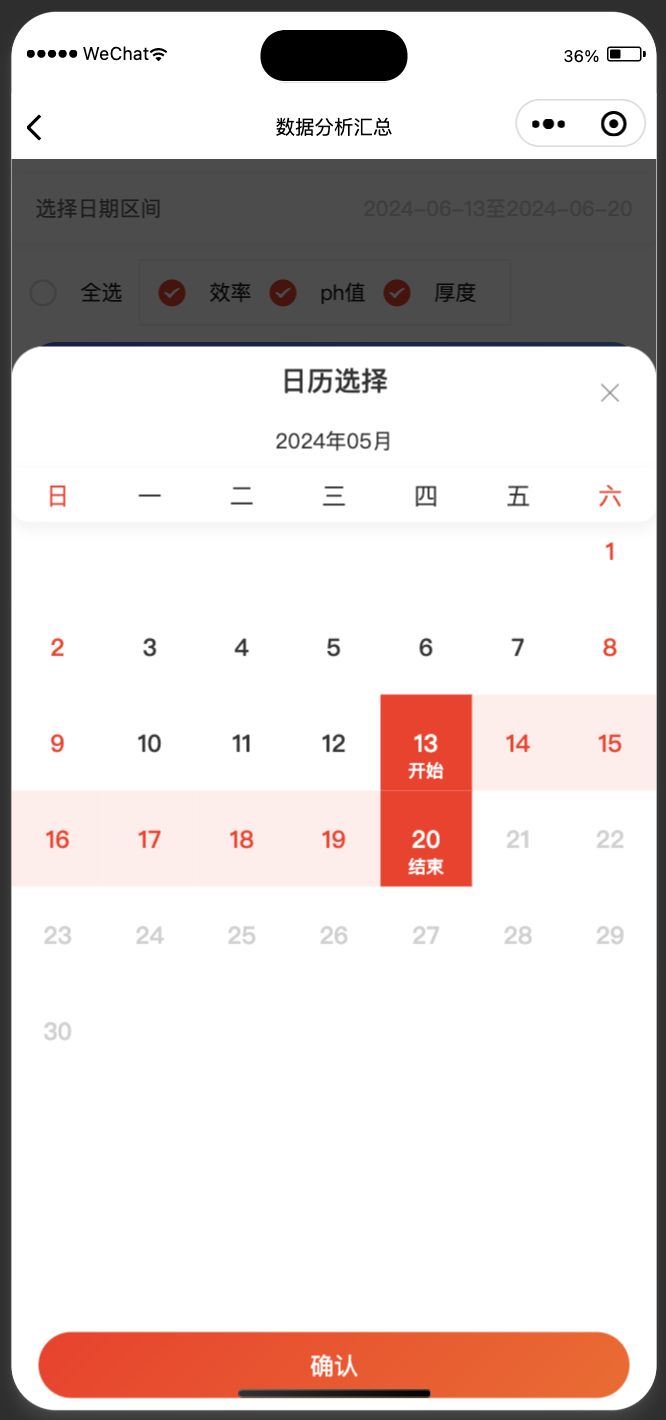 WeChat 36%
数据分析汇总
选择日期区间 2024-06-13至2024-06-20
全选 效率 ph值 厚度
日历选择
2024年05月
日 一 二 三 四 五 六
1
2 3 4 5 6 7 8
9 10 11 12 13 14 15
开始
16 17 18 19 20 21 22
结束
23 24 25 26 27 28 29
30
确认